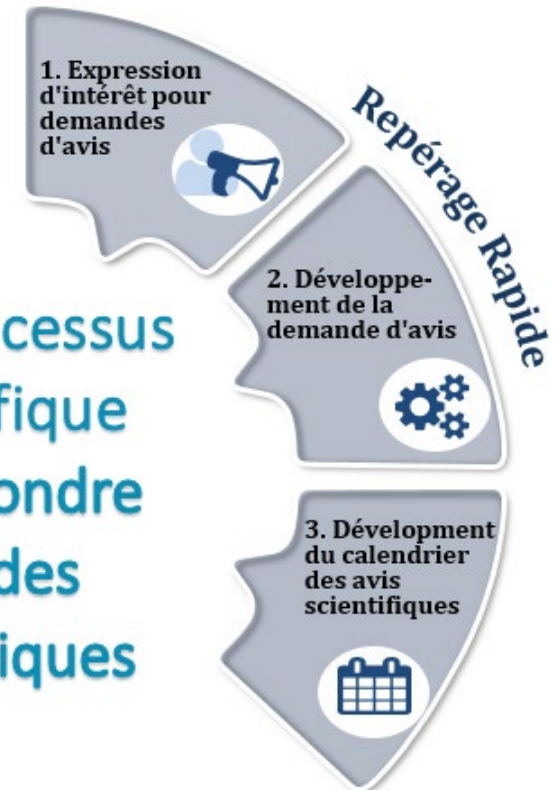 1. Expression
d'intérêt pour
demandes
d'avis
Repérage Rapide
2. Développe-
ment de la
demande d'avis
3. Dévelopment
du calendrier
des avis
scientifiques
cessus
ifique
ondre
des
iques